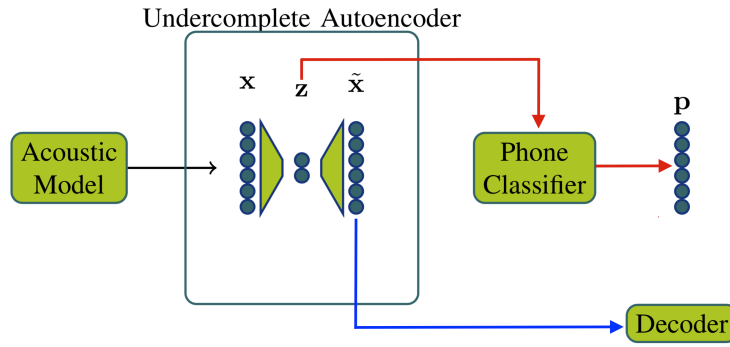 Undercomplete Autoencoder
x
z
x̃
p
Acoustic
Model
Phone
Classifier
Decoder